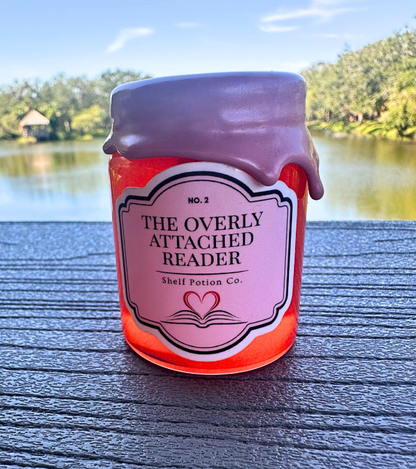 NO. 2
THE OVERLY
ATTACHED
READER
Shelf Potion Co.